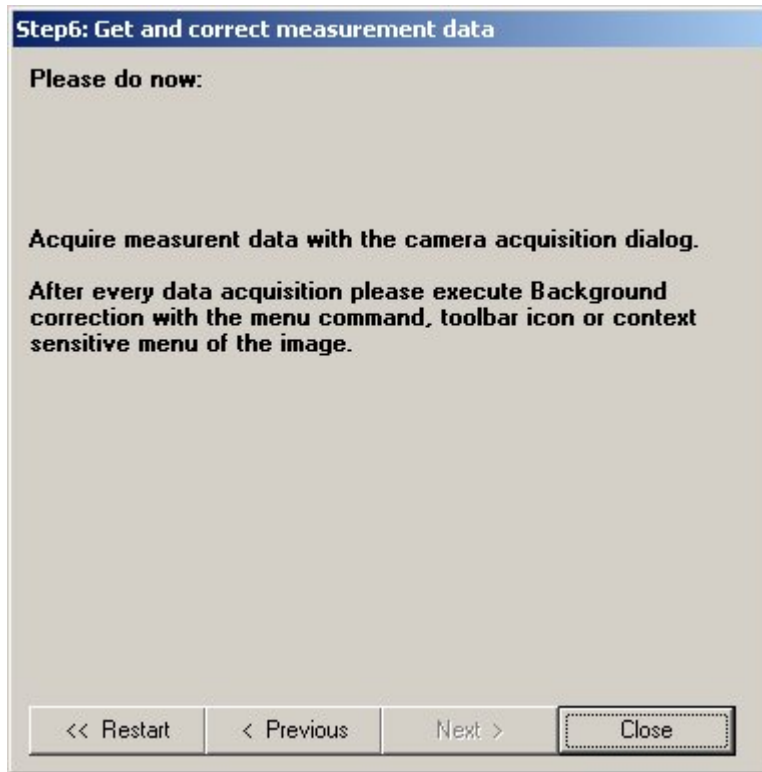 Step6: Get and correct measurement data
Please do now:
Acquire measurent data with the camera acquisition dialog.
After every data acquisition please execute Background
correction with the menu command, toolbar icon or context
sensitive menu of the image.
<< Restart
< Previous
Next >
Close